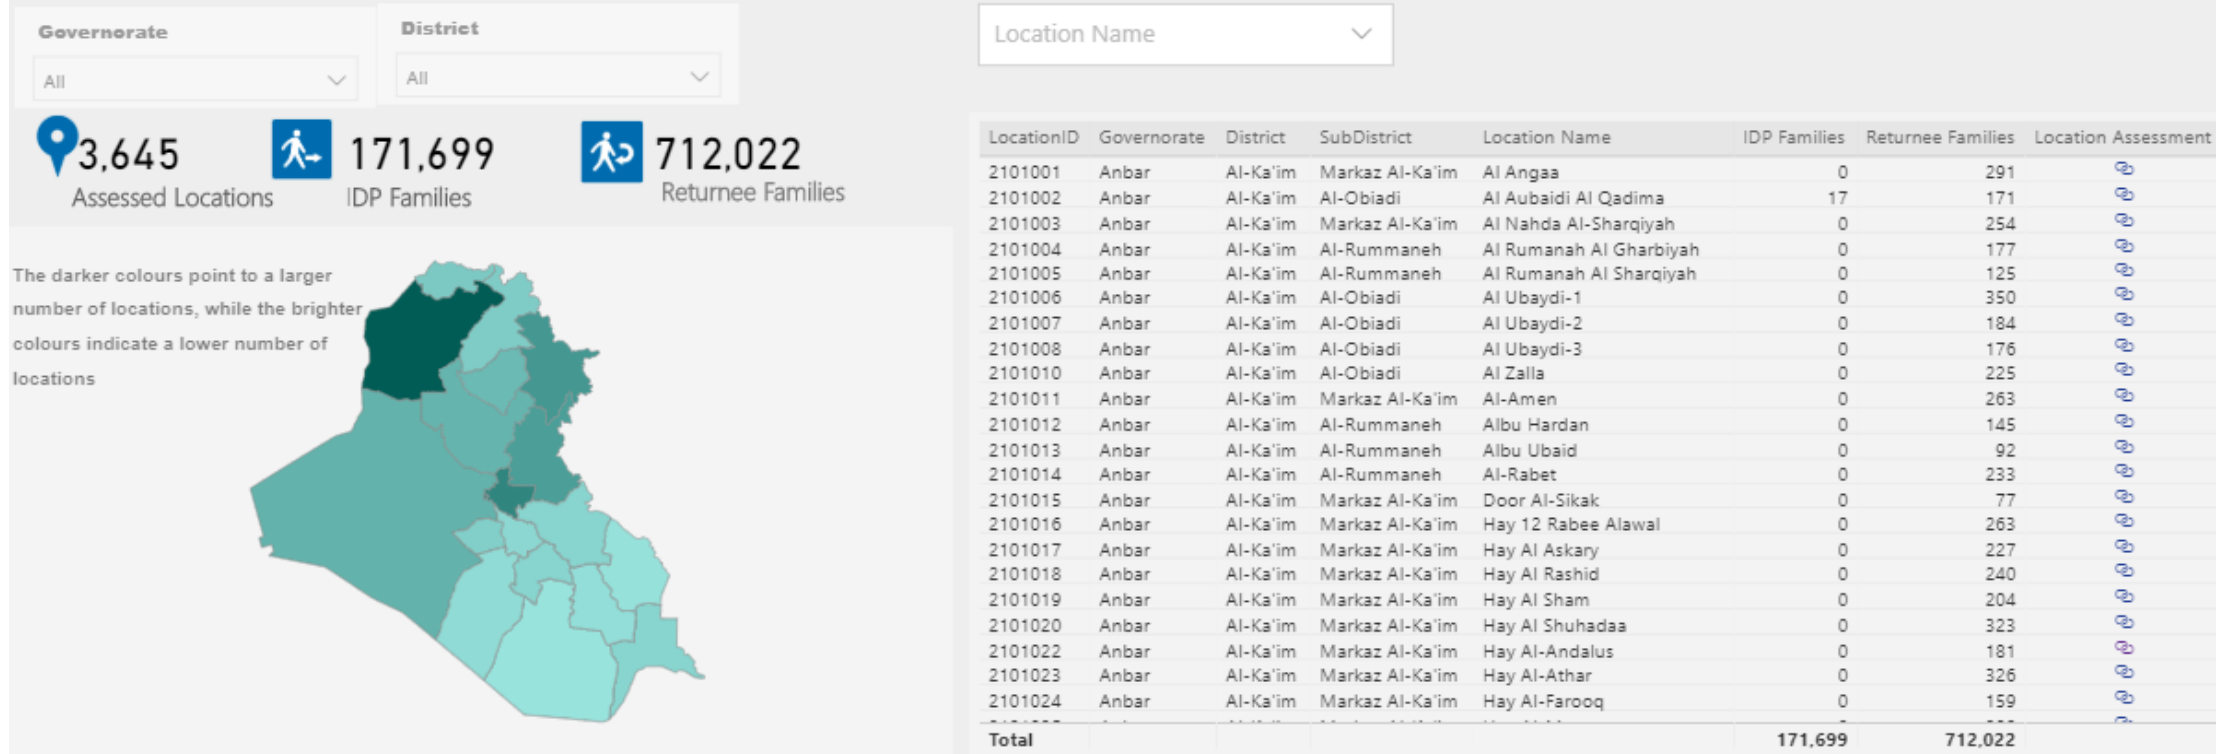 Governorate
All
District
All
3,645
Assessed Locations
171,699
IDP Families
712,022
Returnee Families
The darker colours point to a larger
number of locations, while the brighter
colours indicate a lower number of
locations
Location Name
LocationID Governorate District SubDistrict Location Name IDP Families Returnee Families Location Assessment
2101001 Anbar Al-Ka'im Markaz Al-Ka'im Al Angaa 0 291
2101002 Anbar Al-Ka'im Al-Obiadi Al Aubaidi Al Qadima 17 171
2101003 Anbar Al-Ka'im Markaz Al-Ka'im Al Nahda Al-Sharqiyah 0 254
2101004 Anbar Al-Ka'im Al-Rummaneh Al Rumanah Al Gharbiyah 0 177
2101005 Anbar Al-Ka'im Al-Rummaneh Al Rumanah Al Sharqiyah 0 125
2101006 Anbar Al-Ka'im Al-Obiadi Al Ubaydi-1 0 350
2101007 Anbar Al-Ka'im Al-Obiadi Al Ubaydi-2 0 184
2101008 Anbar Al-Ka'im Al-Obiadi Al Ubaydi-3 0 176
2101010 Anbar Al-Ka'im Al-Obiadi Al Zalla 0 225
2101011 Anbar Al-Ka'im Markaz Al-Ka'im Al-Amen 0 263
2101012 Anbar Al-Ka'im Al-Rummaneh Albu Hardan 0 145
2101013 Anbar Al-Ka'im Al-Rummaneh Albu Ubaid 0 92
2101014 Anbar Al-Ka'im Al-Rummaneh Al-Rabet 0 233
2101015 Anbar Al-Ka'im Markaz Al-Ka'im Door Al-Sikak 0 77
2101016 Anbar Al-Ka'im Markaz Al-Ka'im Hay 12 Rabee Alawal 0 263
2101017 Anbar Al-Ka'im Markaz Al-Ka'im Hay Al Askary 0 227
2101018 Anbar Al-Ka'im Markaz Al-Ka'im Hay Al Rashid 0 240
2101019 Anbar Al-Ka'im Markaz Al-Ka'im Hay Al Sham 0 204
2101020 Anbar Al-Ka'im Markaz Al-Ka'im Hay Al Shuhadaa 0 323
2101022 Anbar Al-Ka'im Markaz Al-Ka'im Hay Al-Andalus 0 181
2101023 Anbar Al-Ka'im Markaz Al-Ka'im Hay Al-Athar 0 326
2101024 Anbar Al-Ka'im Markaz Al-Ka'im Hay Al-Farooq 0 159
Total 171,699 712,022